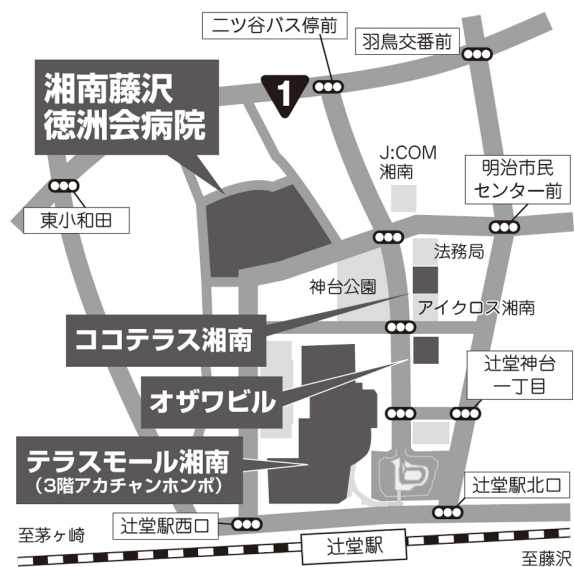 二ツ谷バス停前
羽鳥交番前
湘南藤沢
徳洲会病院
1
J:COM
湘南
明治市民
センター前
東小和田
法務局
神台公園
アイクロス湘南
ココテラス湘南
辻堂神台
一丁目
オザワビル
テラスモール湘南
(3階アカチャンホンポ)
辻堂駅北口
辻堂駅西口
至茅ヶ崎
辻堂駅
至藤沢